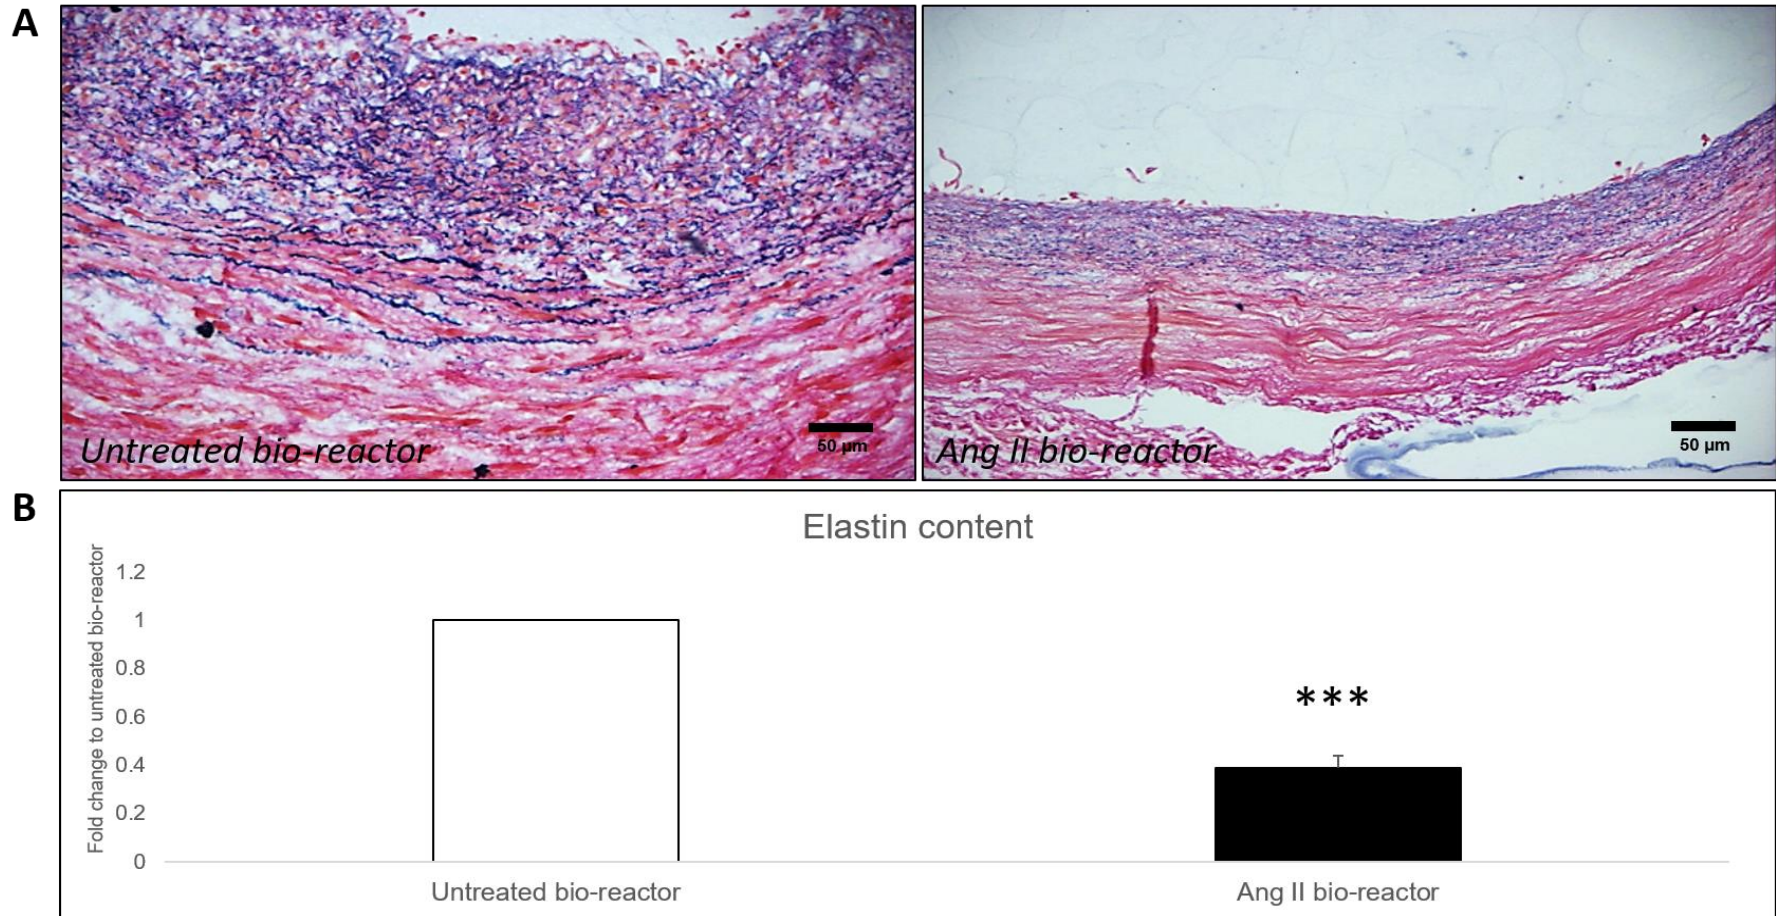 A
Untreated bio-reactor
50 µm
Ang II bio-reactor
50 µm
B
Elastin content
Fold change to untreated bio-reactor
1.2
1
0.8
0.6
0.4
0.2
0
***
Untreated bio-reactor
Ang II bio-reactor